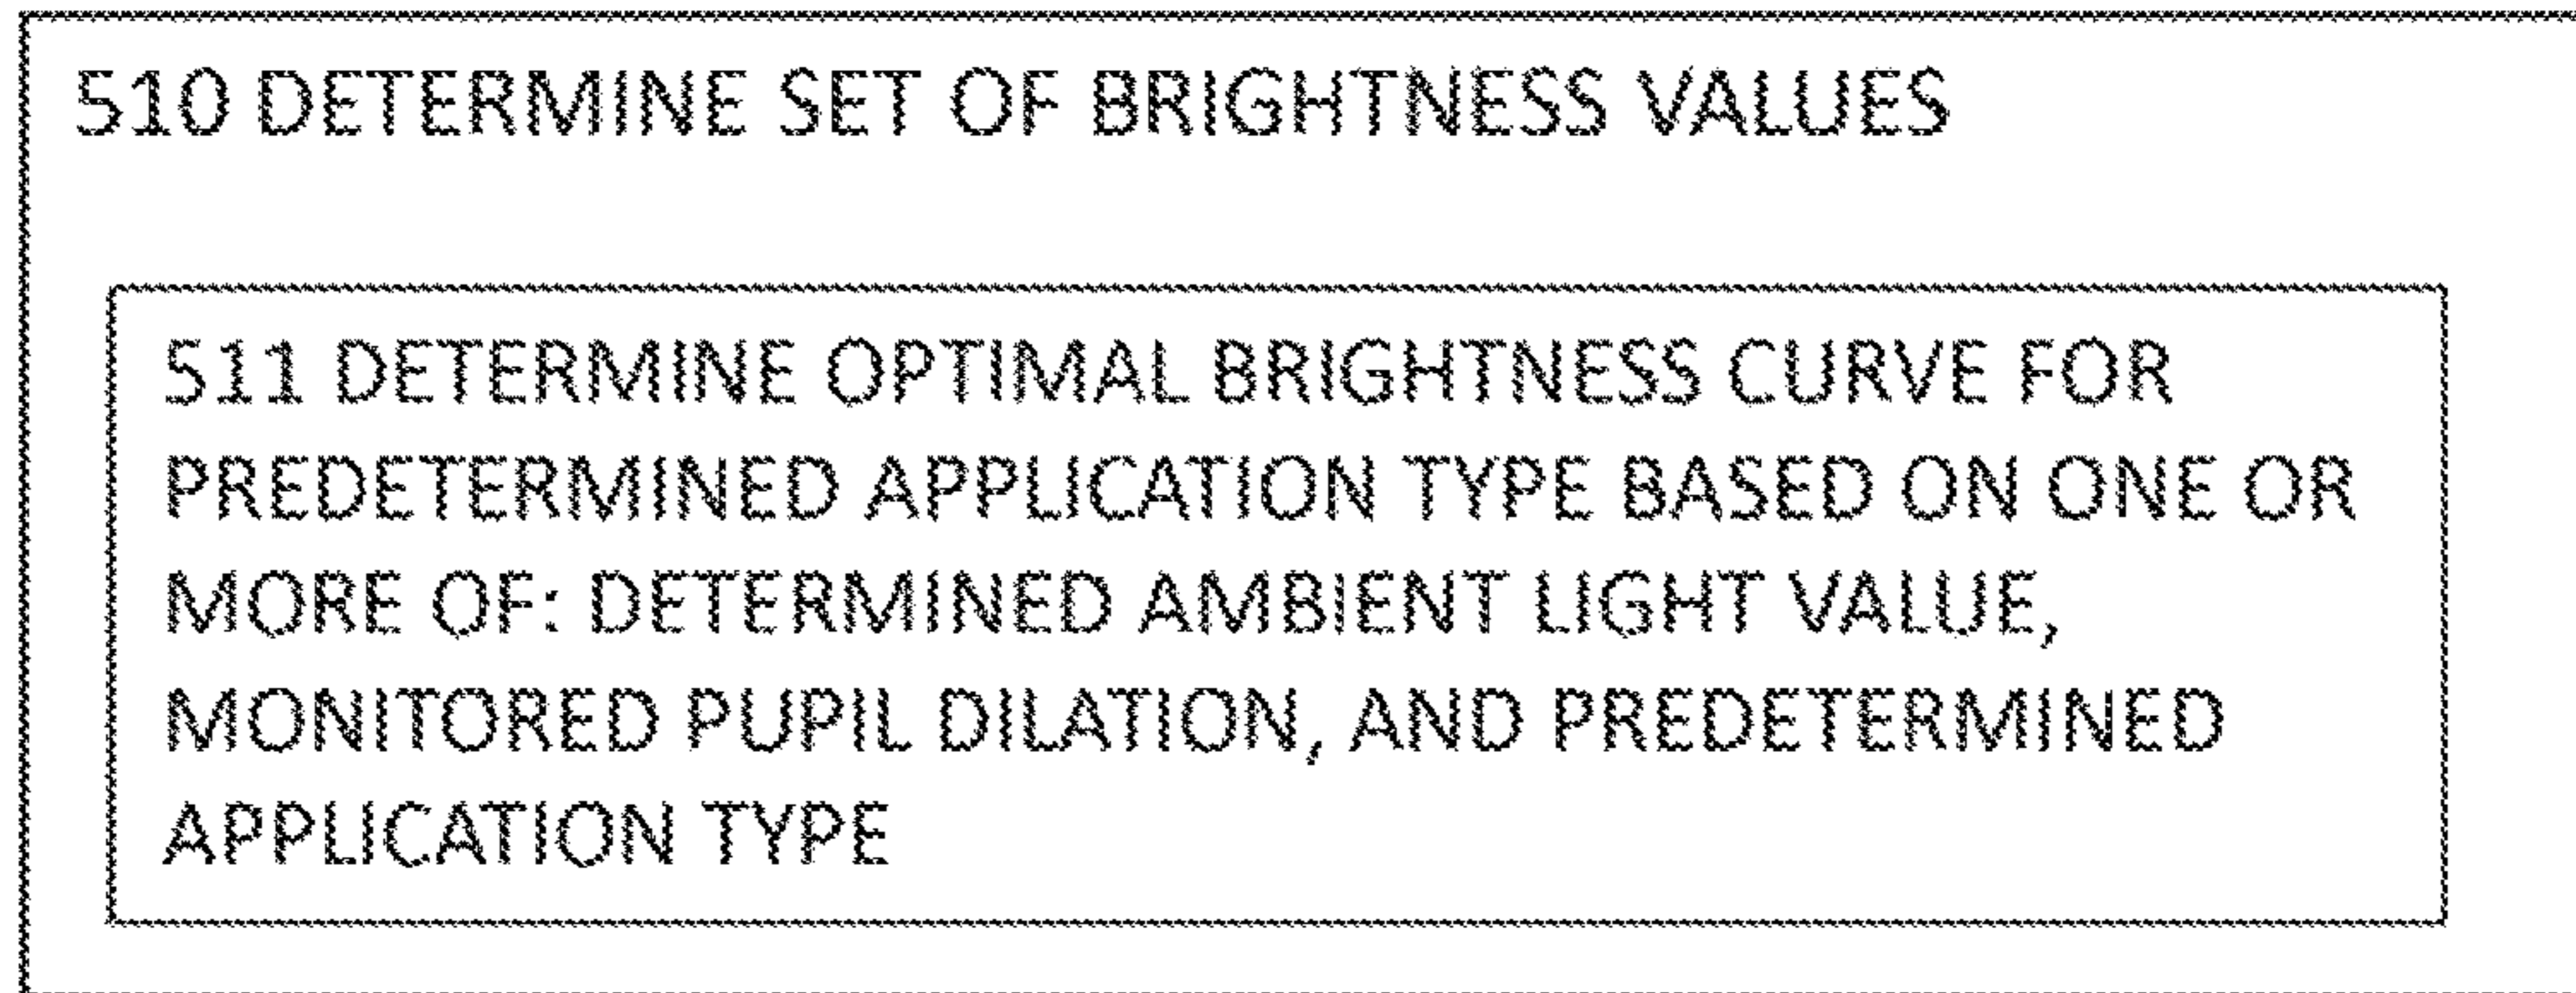 510 DETERMINE SET OF BRIGHTNESS VALUES
511 DETERMINE OPTIMAL BRIGHTNESS CURVE FOR
PREDETERMINED APPLICATION TYPE BASED ON ONE OR
MORE OF: DETERMINED AMBIENT LIGHT VALUE,
MONITORED PUPIL DILATION, AND PREDETERMINED
APPLICATION TYPE